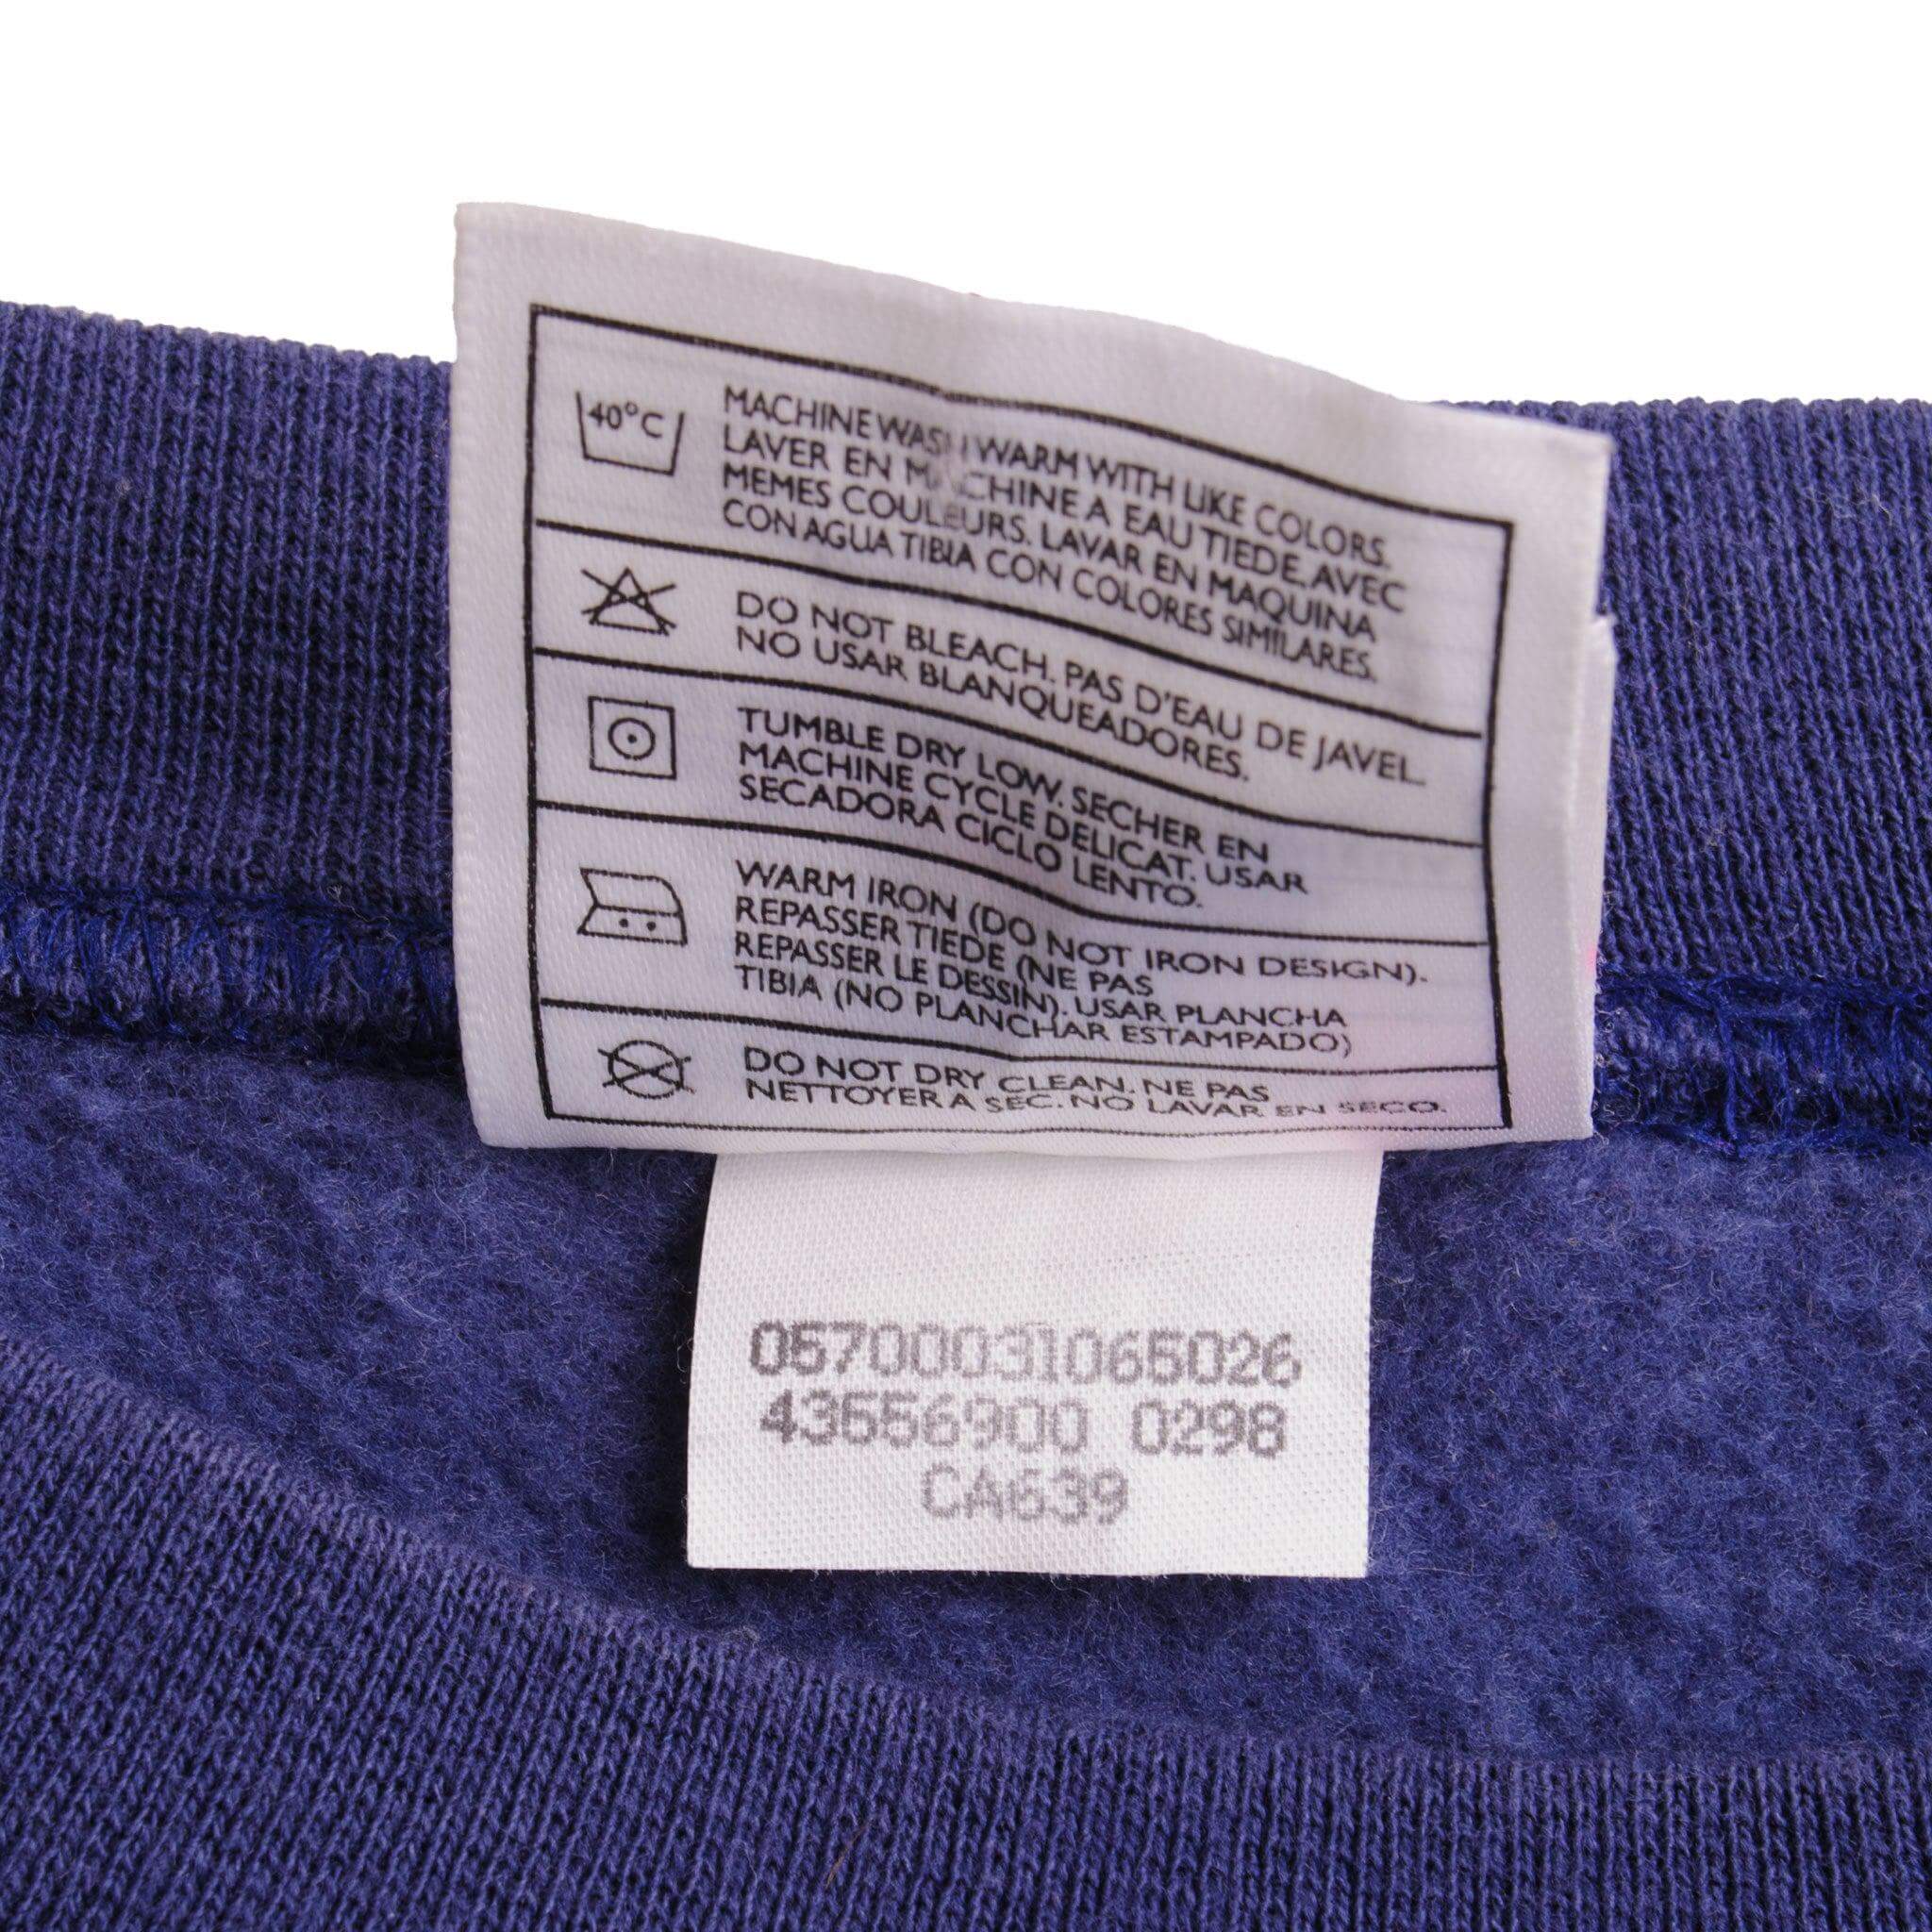 40°C
MACHINE WASH WARM WITH LIKE COLORS.
LAVER EN MACHINE A EAU TIEDE, AVEC
MEMES COULEURS. LAVAR EN MAQUINA
CON AGUA TIBIA CON COLORES SIMILARES.
DO NOT BLEACH. PAS D'EAU DE JAVEL.
NO USAR BLANQUEADORES.
TUMBLE DRY LOW. SECHER EN
MACHINE CYCLE DELICAT. USAR
SECADORA CICLO LENTO.
WARM IRON (DO NOT IRON DESIGN).
REPASSER TIEDE (NE PAS
REPASSER LE DESSIN). USAR PLANCHA
TIBIA (NO PLANCHAR ESTAMPADO)
DO NOT DRY CLEAN. NE PAS
NETTOYER A SEC. NO LAVAR EN SECO.
05700031065026
43556900 0298
CA639